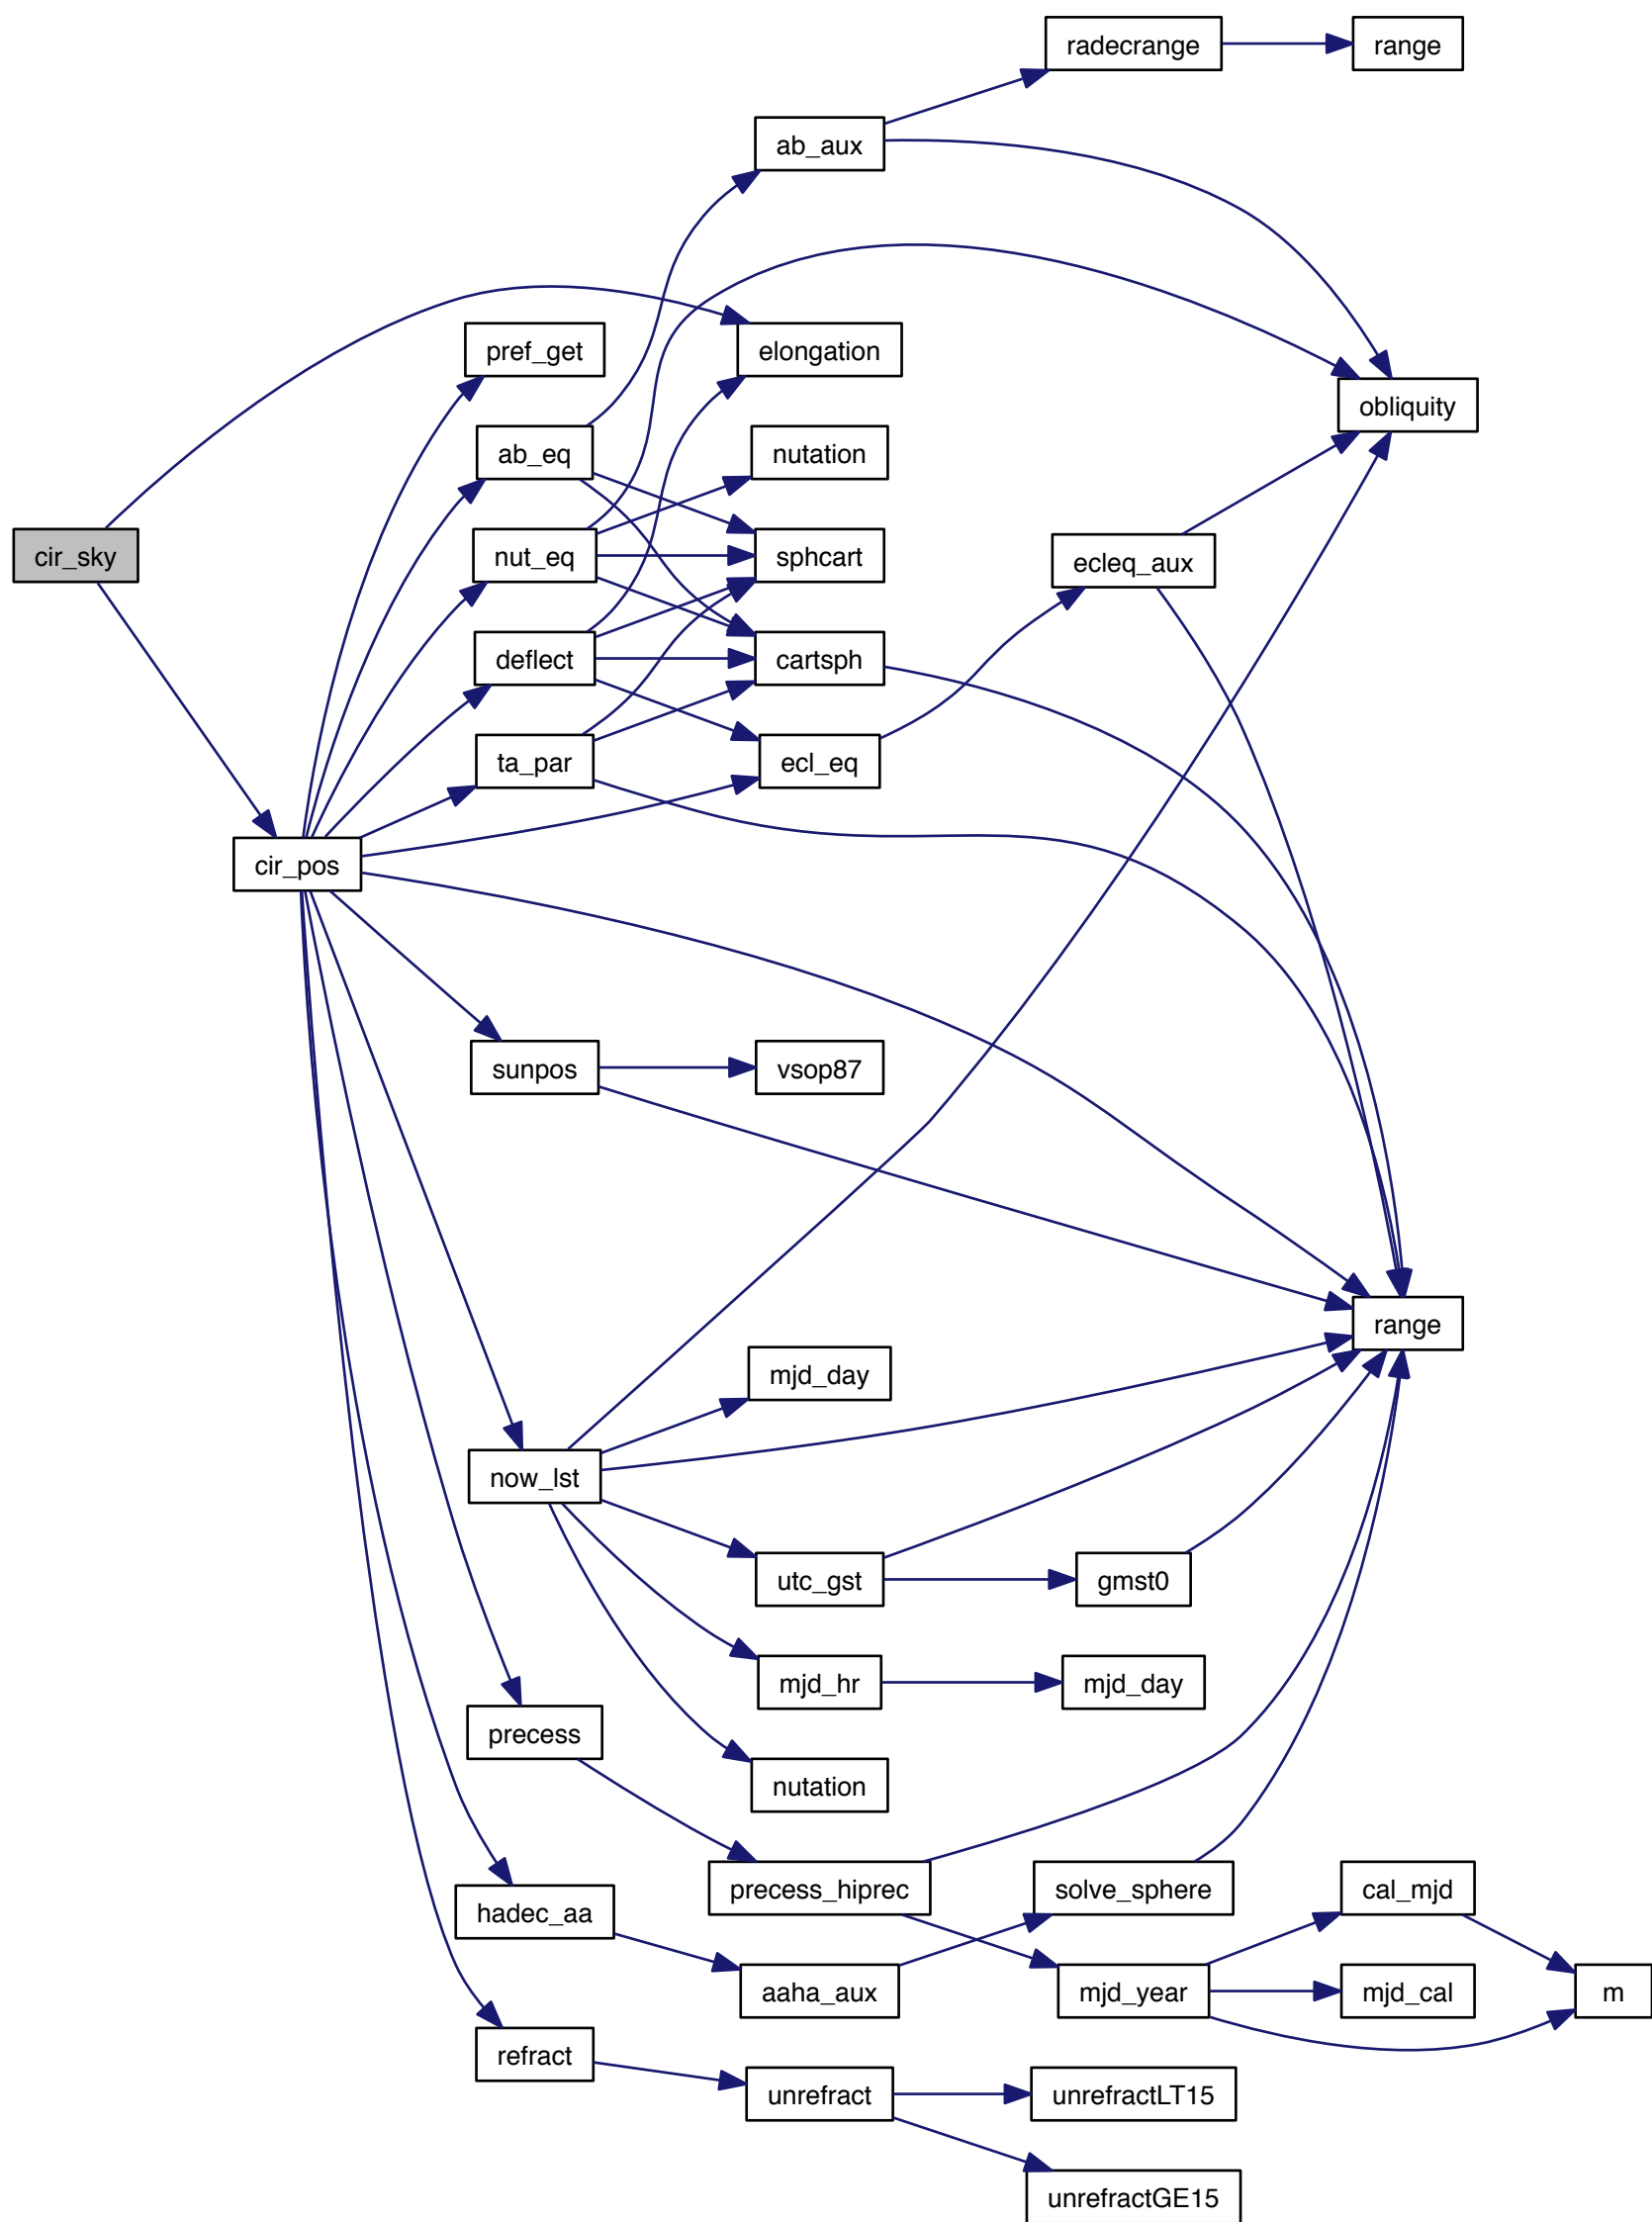 radecrange
range
ab_aux
pref_get
elongation
obliquity
ab_eq
nutation
cir_sky
nut_eq
sphcart
ecleq_aux
deflect
cartsph
ta_par
ecl_eq
cir_pos
sunpos
vsop87
range
mjd_day
now_lst
utc_gst
gmst0
mjd_hr
mjd_day
precess
nutation
precess_hiprec
solve_sphere
cal_mjd
hadec_aa
aaha_aux
mjd_year
mjd_cal
m
refract
unrefract
unrefractLT15
unrefractGE15